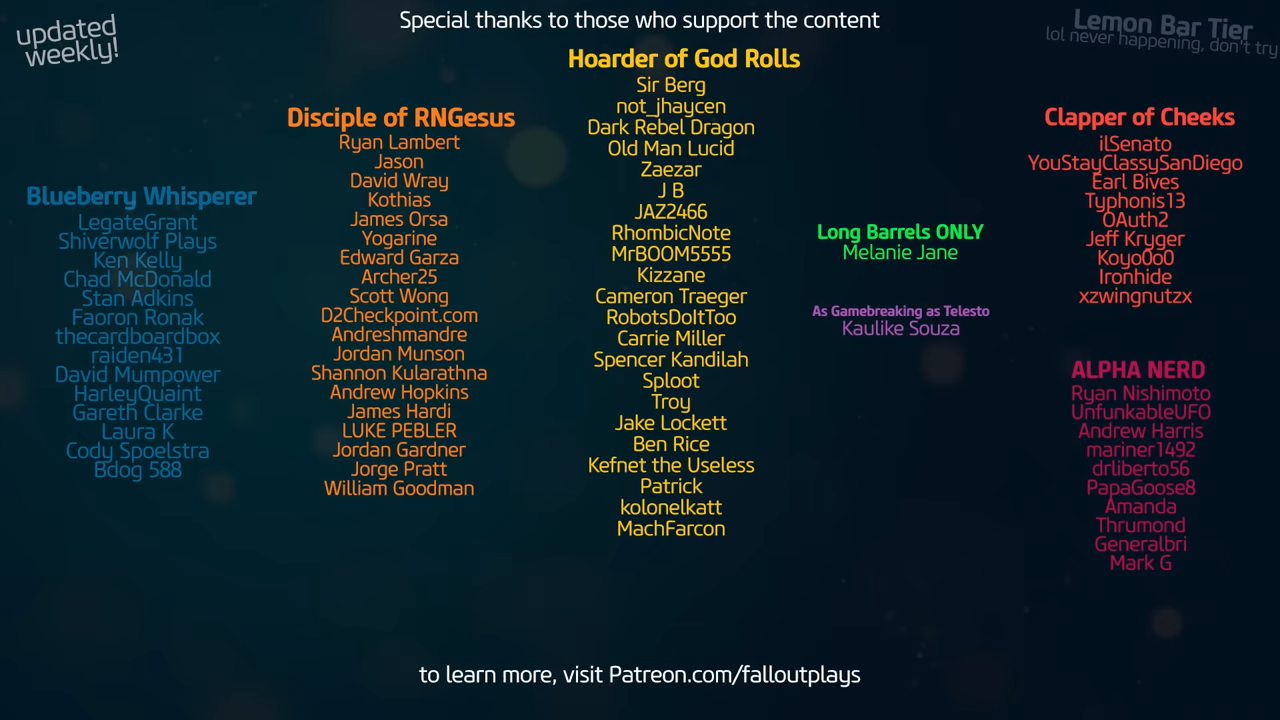 updated
weekly!
Special thanks to those who support the content
Lemon Bar Tier
lol never happening, don't try
Blueberry Whisperer
LegateGrant
Shiverwolf Plays
Ken Kelly
Chad McDonald
Stan Adkins
Faoron Ronak
thecardboardbox
raiden431
David Mumpower
HarleyQuaint
Gareth Clarke
Laura K
Cody Spoelstra
Bdog 588
Disciple of RNGesus
Ryan Lambert
Jason
David Wray
Kothias
James Orsa
Yogarine
Edward Garza
Archer25
Scott Wong
D2Checkpoint.com
Andreshmandre
Jordan Munson
Shannon Kularathna
Andrew Hopkins
James Hardi
LUKE PEBLER
Jordan Gardner
Jorge Pratt
William Goodman
Hoarder of God Rolls
Sir Berg
not_jhaycen
Dark Rebel Dragon
Old Man Lucid
Zaezar
J B
JAZ2466
RhombicNote
MrBOOM5555
Kizzane
Cameron Traeger
RobotsDoItToo
Carrie Miller
Spencer Kandilah
Sploot
Troy
Jake Lockett
Ben Rice
Kefnet the Useless
Patrick
kolonelkatt
MachFarcon
Long Barrels ONLY
Melanie Jane
As Gamebreaking as Telesto
Kaulike Souza
Clapper of Cheeks
ilSenato
YouStayClassySanDiego
Earl Bives
Typhonis13
OAuth2
Jeff Kryger
Koyo0o0
Ironhide
xzwingnutzx
ALPHA NERD
Ryan Nishimoto
UnfunkableUFO
Andrew Harris
mariner1492
drliberto56
PapaGoose8
Amanda
Thrumond
Generalbri
Mark G
to learn more, visit Patreon.com/falloutplays